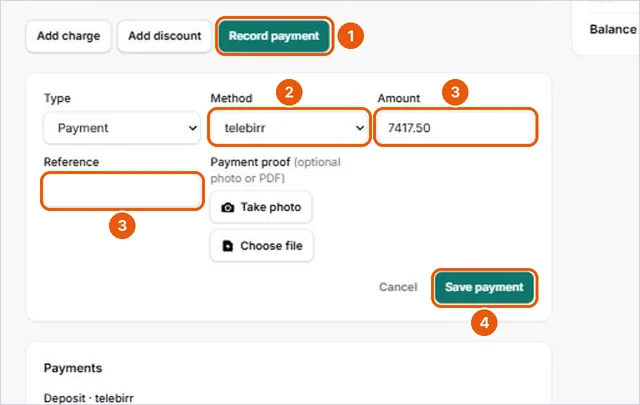 Add charge
Add discount
Record payment
1
Balance
Type
Method
2
Amount
3
Payment
telebirr
7417.50
Reference
3
Payment proof (optional
photo or PDF)
Take photo
Choose file
Cancel
Save payment
4
Payments
Deposit · telebirr